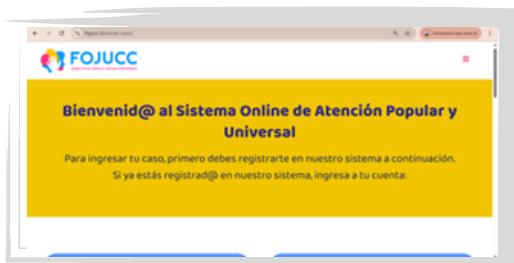 FOJUCC
Bienvenid@ al Sistema Online de Atención Popular y
Universal
Para ingresar tu caso, primero debes registrarte en nuestro sistema a continuación.
Si ya estás registrad@ en nuestro sistema, ingresa a tu cuenta: